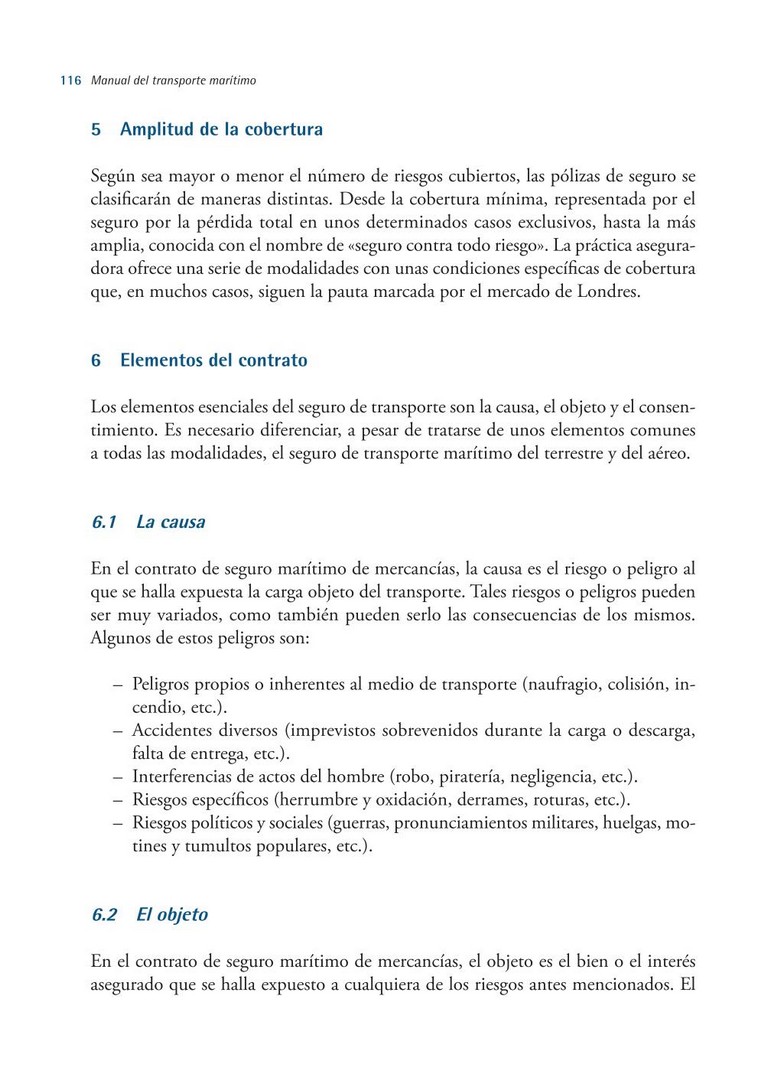 116 Manual del transporte marítimo
5 Amplitud de la cobertura
Según sea mayor o menor el número de riesgos cubiertos, las pólizas de seguro se
clasificarán de maneras distintas. Desde la cobertura mínima, representada por el
seguro por la pérdida total en unos determinados casos exclusivos, hasta la más
amplia, conocida con el nombre de «seguro contra todo riesgo». La práctica asegura-
dora ofrece una serie de modalidades con unas condiciones específicas de cobertura
que, en muchos casos, siguen la pauta marcada por el mercado de Londres.
6 Elementos del contrato
Los elementos esenciales del seguro de transporte son la causa, el objeto y el consen-
timiento. Es necesario diferenciar, a pesar de tratarse de unos elementos comunes
a todas las modalidades, el seguro de transporte marítimo del terrestre y del aéreo.
6.1 La causa
En el contrato de seguro marítimo de mercancías, la causa es el riesgo o peligro al
que se halla expuesta la carga objeto del transporte. Tales riesgos o peligros pueden
ser muy variados, como también pueden serlo las consecuencias de los mismos.
Algunos de estos peligros son:
– Peligros propios o inherentes al medio de transporte (naufragio, colisión, in-
cendio, etc.).
– Accidentes diversos (imprevistos sobrevenidos durante la carga o descarga,
falta de entrega, etc.).
– Interferencias de actos del hombre (robo, piratería, negligencia, etc.).
– Riesgos específicos (herrumbre y oxidación, derrames, roturas, etc.).
– Riesgos políticos y sociales (guerras, pronunciamientos militares, huelgas, mo-
tines y tumultos populares, etc.).
6.2 El objeto
En el contrato de seguro marítimo de mercancías, el objeto es el bien o el interés
asegurado que se halla expuesto a cualquiera de los riesgos antes mencionados. El